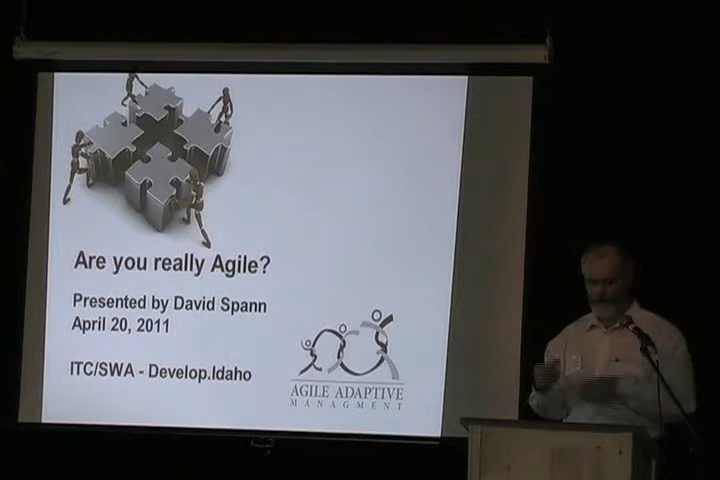 Are you really Agile?
Presented by David Spann
April 20, 2011
ITC/SWA - Develop.Idaho
AGILE ADAPTIVE
MANAGMENT